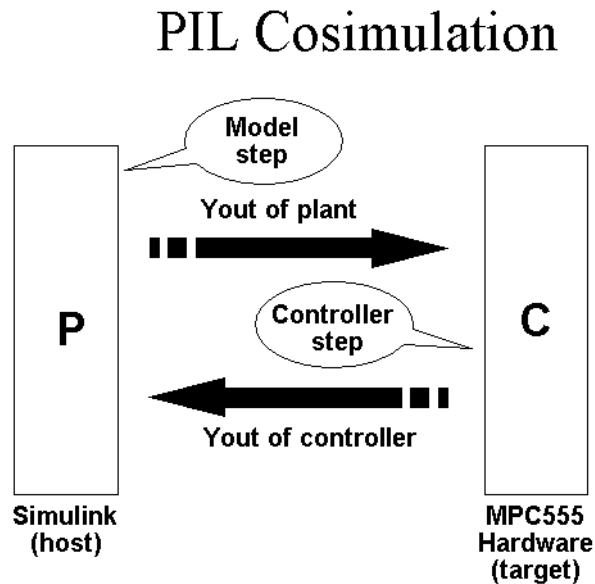 PIL Cosimulation
Model
step
Yout of plant
P
C
Controller
step
Yout of controller
Simulink
(host)
MPC555
Hardware
(target)